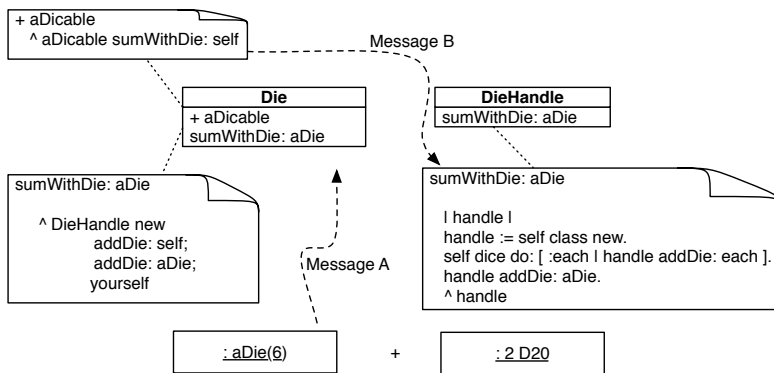 + aDicable
^ aDicable sumWithDie: self
Message B
Die
+ aDicable
sumWithDie: aDie
DieHandle
sumWithDie: aDie
sumWithDie: aDie
^ DieHandle new
addDie: self;
addDie: aDie;
yourself
Message A
sumWithDie: aDie
| handle |
handle := self class new.
self dice do: [ :each | handle addDie: each ].
handle addDie: aDie.
^ handle
: aDie(6)
+
: 2 D20